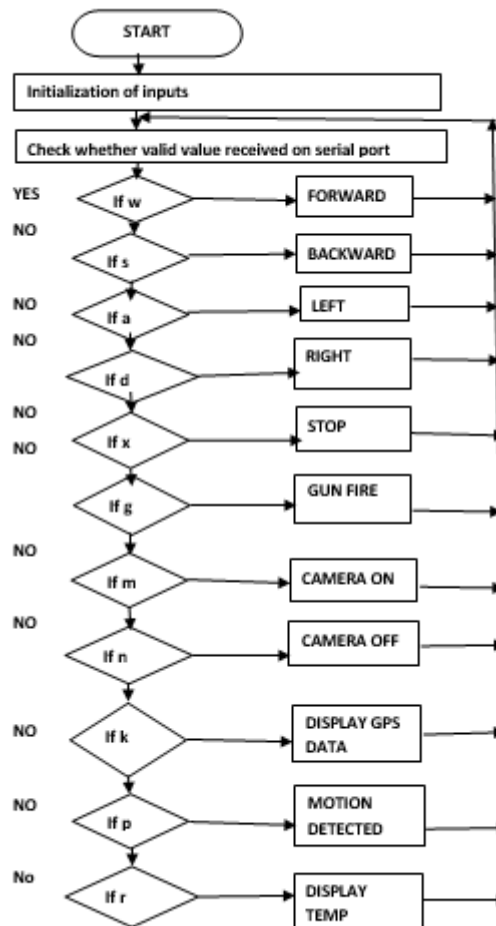 START
Initialization of inputs
Check whether valid value received on serial port
YES
If w
FORWARD
NO
If s
BACKWARD
NO
If a
LEFT
NO
If d
RIGHT
NO
If x
STOP
NO
If g
GUN FIRE
NO
If m
CAMERA ON
NO
If n
CAMERA OFF
NO
If k
DISPLAY GPS
DATA
NO
If p
MOTION
DETECTED
No
If r
DISPLAY
TEMP